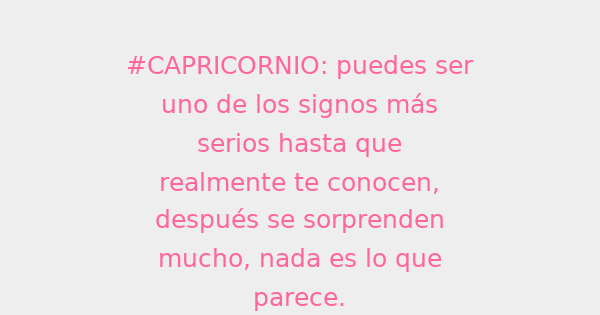 #CAPRICORNIO: puedes ser
uno de los signos más
serios hasta que
realmente te conocen,
después se sorprenden
mucho, nada es lo que
parece.